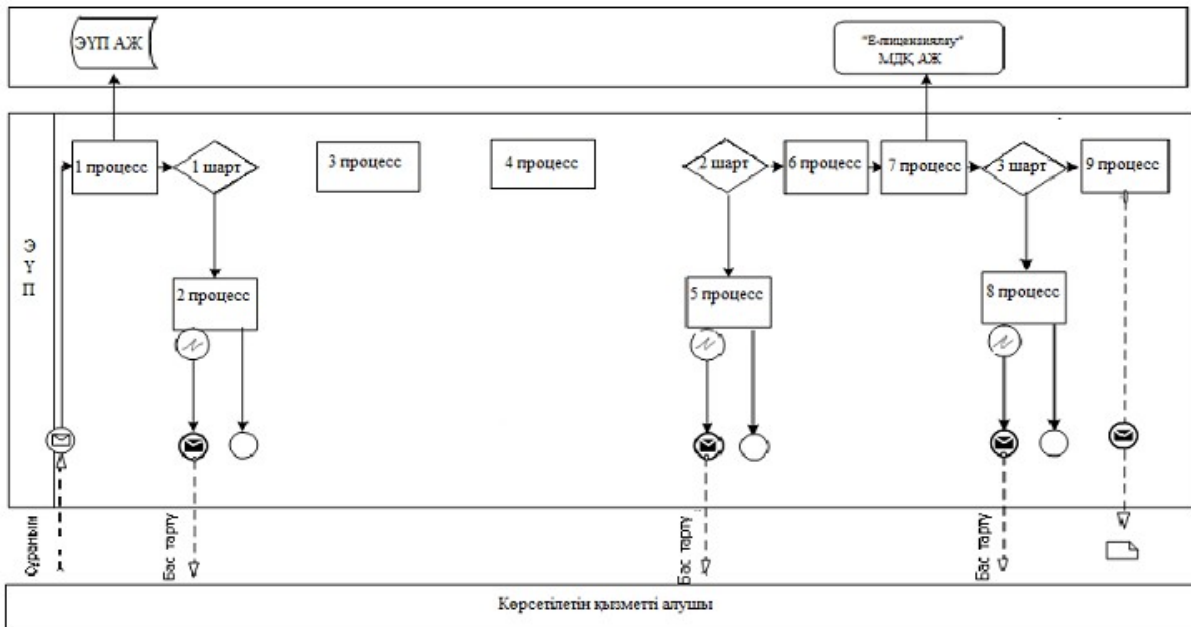 ЭҮП АЖ
"Е-лицензиялау"
МДҚ АЖ
1 процесс
1 шарт
3 процесс
4 процесс
2 шарт
6 процесс
7 процесс
3 шарт
9 процесс
Э
Ү
П
2 процесс
5 процесс
8 процесс
Сұраным
Бас тарту
Бас тарту
Бас тарту
Көрсетілетін қызметті алушы